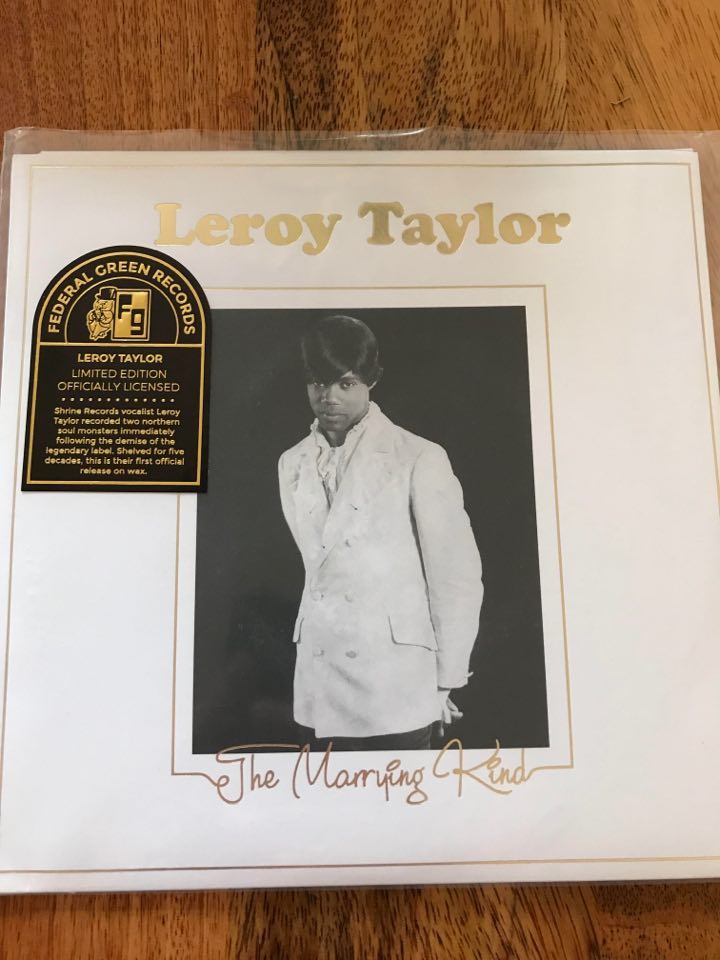 Leroy Taylor
FEDERAL GREEN RECORDS
Fg
LEROY TAYLOR
LIMITED EDITION
OFFICIALLY LICENSED
Shrine Records vocalist Leroy
Taylor recorded two northern
soul monsters immediately
following the demise of the
legendary label. Shelved for five
decades, this is their first official
release on wax.
The Marrying Kind